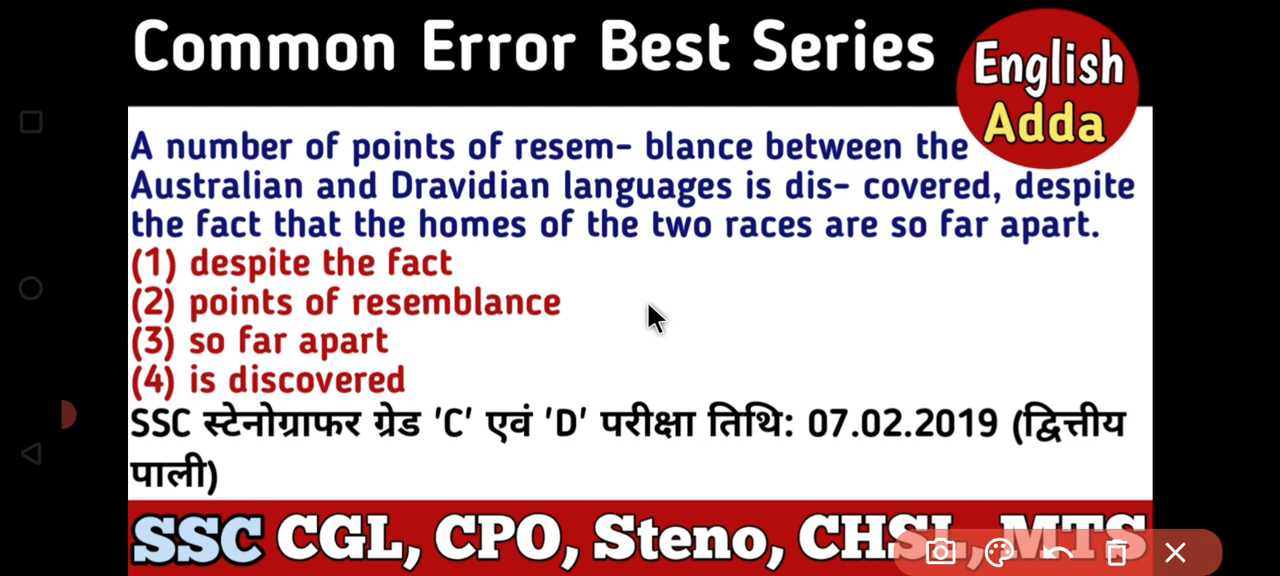 Common Error Best Series
English
Adda
A number of points of resem- blance between the
Australian and Dravidian languages is dis- covered, despite
the fact that the homes of the two races are so far apart.
(1) despite the fact
(2) points of resemblance
(3) so far apart
(4) is discovered
SSC स्टेनोग्राफर ग्रेड 'C' एवं 'D' परीक्षा तिथि: 07.02.2019 (द्वित्तीय
पाली)
SSC CGL, CPO, Steno, CHSL, MTS